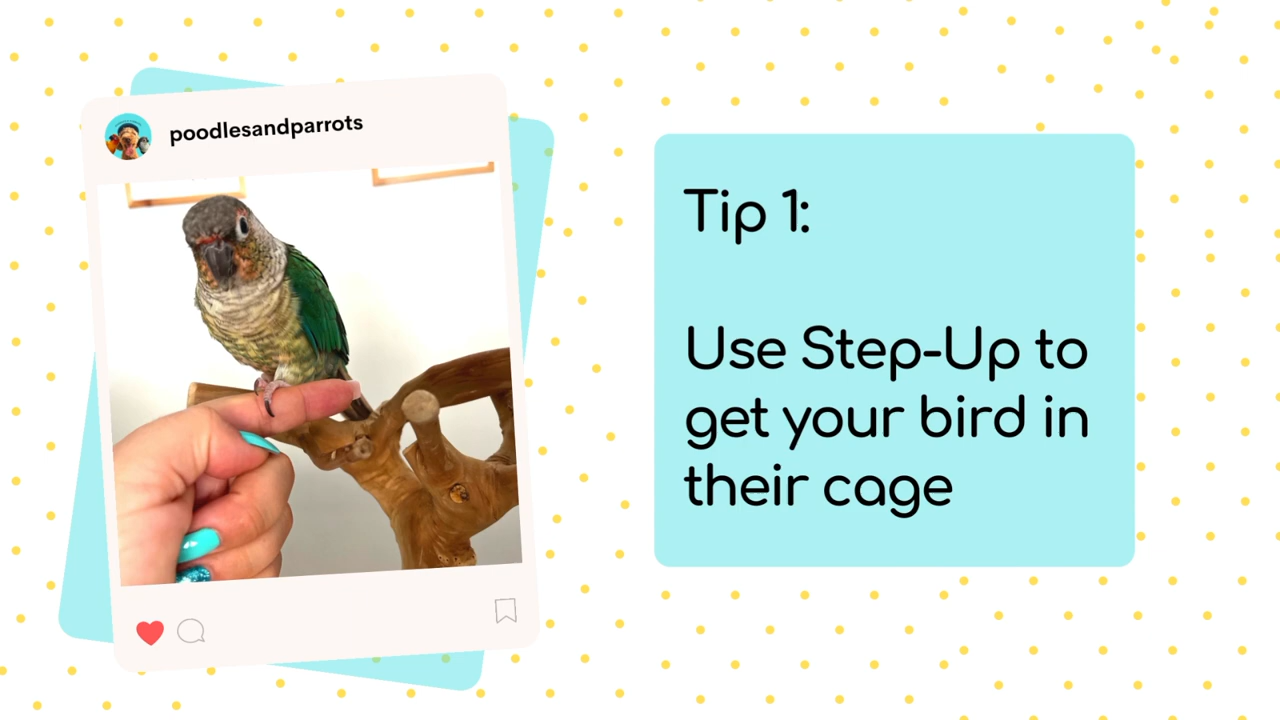 poodlesandparrots
Tip 1:
Use Step-Up to
get your bird in
their cage